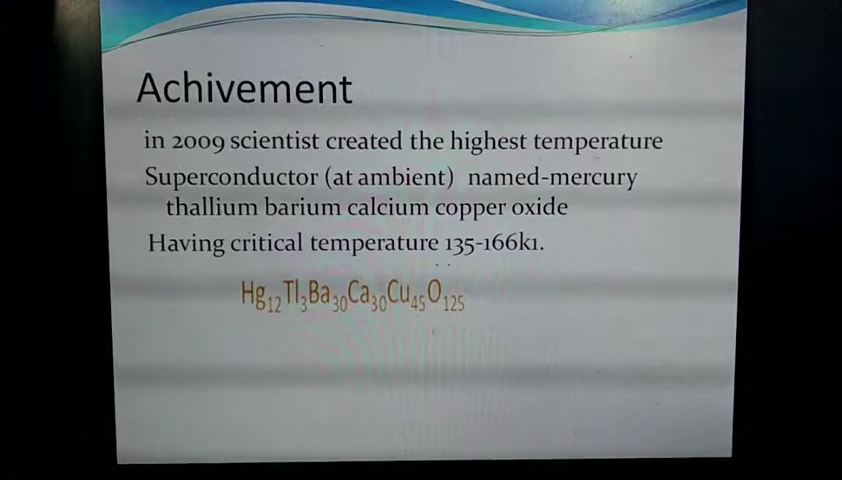 Achivement
in 2009 scientist created the highest temperature
Superconductor (at ambient) named-mercury
thallium barium calcium copper oxide
Having critical temperature 135-166k1.
Hg₁₂Tl₃Ba₃₀Ca₃₀Cu₄₅O₁₂₅